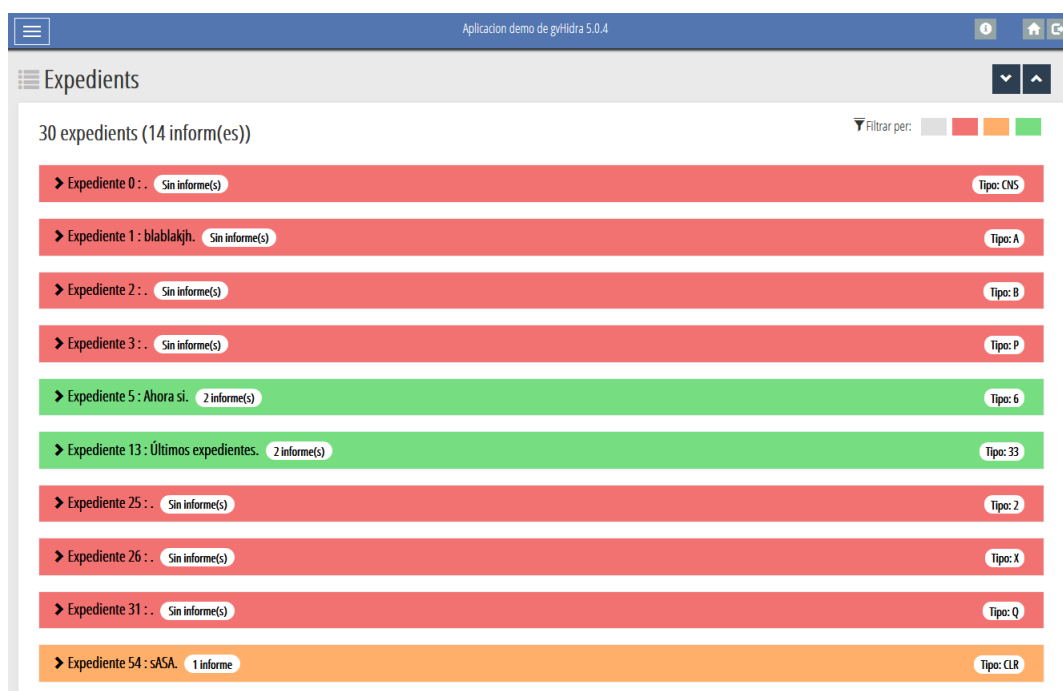 Aplicacion demo de gvHidra 5.0.4
Expedients
30 expedients (14 inform(es))
Filtrar per:
Expediente 0 : . Sin informe(s) Tipo: CNS
Expediente 1 : blablakjh. Sin informe(s) Tipo: A
Expediente 2 : . Sin informe(s) Tipo: B
Expediente 3 : . Sin informe(s) Tipo: P
Expediente 5 : Ahora si. 2 informe(s) Tipo: 6
Expediente 13 : Últimos expedientes. 2 informe(s) Tipo: 33
Expediente 25 : . Sin informe(s) Tipo: 2
Expediente 26 : . Sin informe(s) Tipo: X
Expediente 31 : . Sin informe(s) Tipo: Q
Expediente 54 : sASA. 1 informe Tipo: CLR